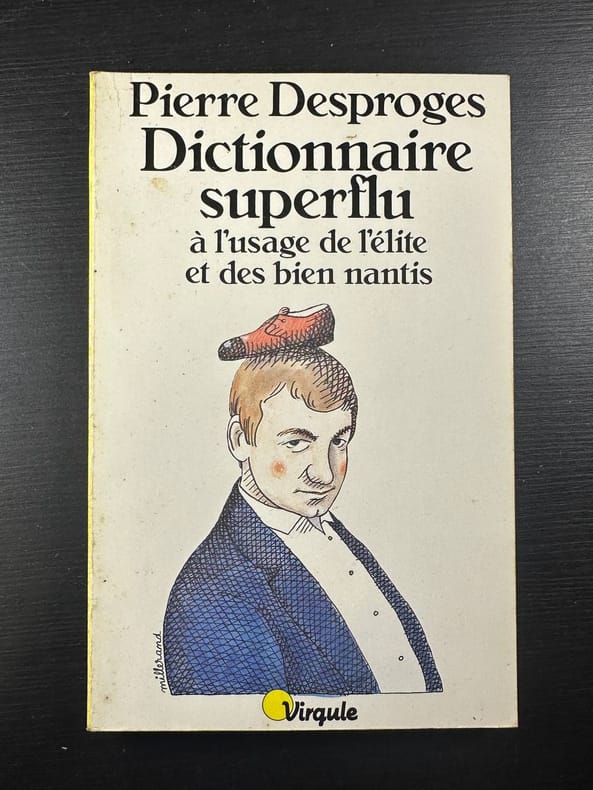 Pierre Desproges
Dictionnaire
superflu
à l'usage de l'élite
et des bien nantis
millerand
Virgule